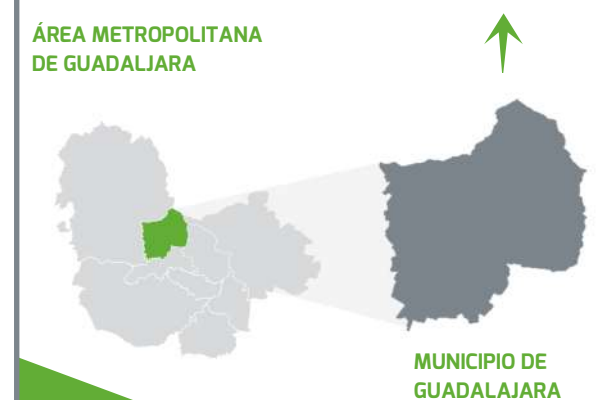 ÁREA METROPOLITANA
DE GUADALJARA
MUNICIPIO DE
GUADALAJARA